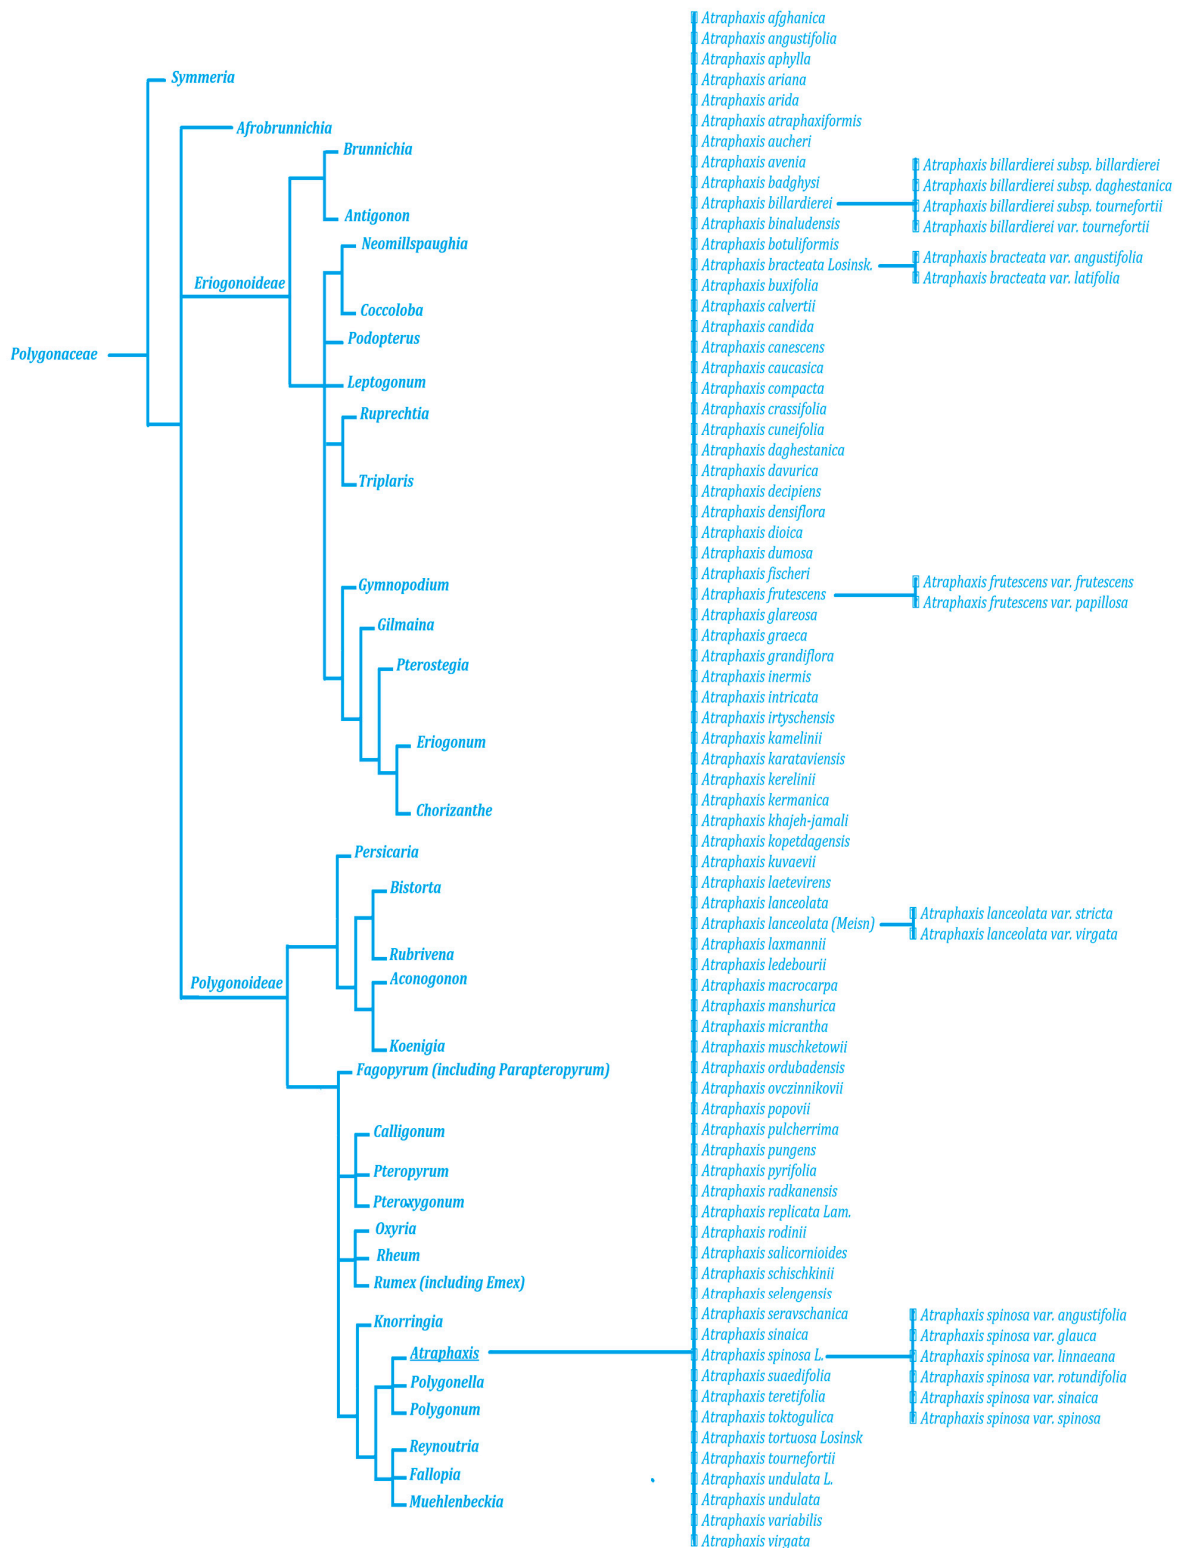 Polygonaceae
Symmeria
Afrobrunnichia
Eriogonoideae
Brunnichia
Antigonon
Neomillspaughia
Coccoloba
Podopterus
Leptogonum
Ruprechtia
Triplaris
Gymnopodium
Gilmaina
Pterostegia
Eriogonum
Chorizanthe
Polygonoideae
Persicaria
Bistorta
Rubrivena
Aconogonon
Koenigia
Fagopyrum (including Parapteropyrum)
Calligonum
Pteropyrum
Pteroxygonum
Oxyria
Rheum
Rumex (including Emex)
Knorringia
Atraphaxis
Polygonella
Polygonum
Reynoutria
Fallopia
Muehlenbeckia
Atraphaxis afghanica
Atraphaxis angustifolia
Atraphaxis aphylla
Atraphaxis ariana
Atraphaxis arida
Atraphaxis atraphaxiformis
Atraphaxis aucheri
Atraphaxis avenia
Atraphaxis badghysi
Atraphaxis billardierei
Atraphaxis binaludensis
Atraphaxis botuliformis
Atraphaxis bracteata Losinsk.
Atraphaxis buxifolia
Atraphaxis calvertii
Atraphaxis candida
Atraphaxis canescens
Atraphaxis caucasica
Atraphaxis compacta
Atraphaxis crassifolia
Atraphaxis cuneifolia
Atraphaxis daghestanica
Atraphaxis davurica
Atraphaxis decipiens
Atraphaxis densiflora
Atraphaxis dioica
Atraphaxis dumosa
Atraphaxis fischeri
Atraphaxis frutescens
Atraphaxis glareosa
Atraphaxis graeca
Atraphaxis grandiflora
Atraphaxis inermis
Atraphaxis intricata
Atraphaxis irtyschensis
Atraphaxis kamelinii
Atraphaxis karataviensis
Atraphaxis kerelinii
Atraphaxis kermanica
Atraphaxis khajeh-jamali
Atraphaxis kopetdagensis
Atraphaxis kuvaevii
Atraphaxis laetevirens
Atraphaxis lanceolata
Atraphaxis lanceolata (Meisn)
Atraphaxis laxmannii
Atraphaxis ledebourii
Atraphaxis macrocarpa
Atraphaxis manshurica
Atraphaxis micrantha
Atraphaxis muschketowii
Atraphaxis ordubadensis
Atraphaxis ovczinnikovii
Atraphaxis popovii
Atraphaxis pulcherrima
Atraphaxis pungens
Atraphaxis pyrifolia
Atraphaxis radkanensis
Atraphaxis replicata Lam.
Atraphaxis rodinii
Atraphaxis salicornioides
Atraphaxis schischkinii
Atraphaxis selengensis
Atraphaxis seravschanica
Atraphaxis sinaica
Atraphaxis spinosa L.
Atraphaxis suaedifolia
Atraphaxis teretifolia
Atraphaxis toktogulica
Atraphaxis tortuosa Losinsk
Atraphaxis tournefortii
Atraphaxis undulata L.
Atraphaxis undulata
Atraphaxis variabilis
Atraphaxis virgata
Atraphaxis billardierei subsp. billardierei
Atraphaxis billardierei subsp. daghestanica
Atraphaxis billardierei subsp. tournefortii
Atraphaxis billardierei var. tournefortii
Atraphaxis bracteata var. angustifolia
Atraphaxis bracteata var. latifolia
Atraphaxis frutescens var. frutescens
Atraphaxis frutescens var. papillosa
Atraphaxis lanceolata var. stricta
Atraphaxis lanceolata var. virgata
Atraphaxis spinosa var. angustifolia
Atraphaxis spinosa var. glauca
Atraphaxis spinosa var. linnaeana
Atraphaxis spinosa var. rotundifolia
Atraphaxis spinosa var. sinaica
Atraphaxis spinosa var. spinosa